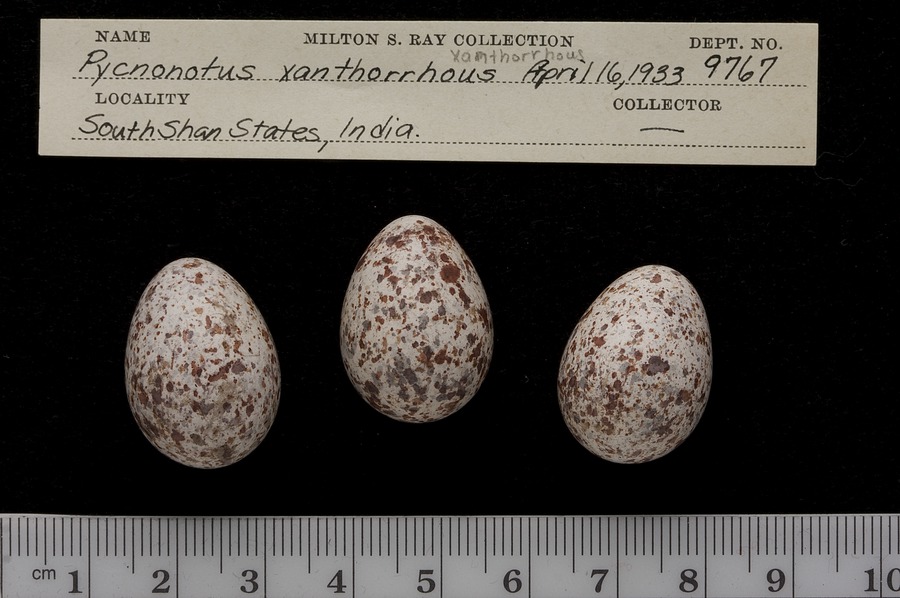 NAME MILTON S. RAY COLLECTION DEPT. NO.
xanthorrhous
Pycnonotus xanthorrhous April 16, 1933 9767
LOCALITY COLLECTOR
South Shan States, India. —
cm 1 2 3 4 5 6 7 8 9 10